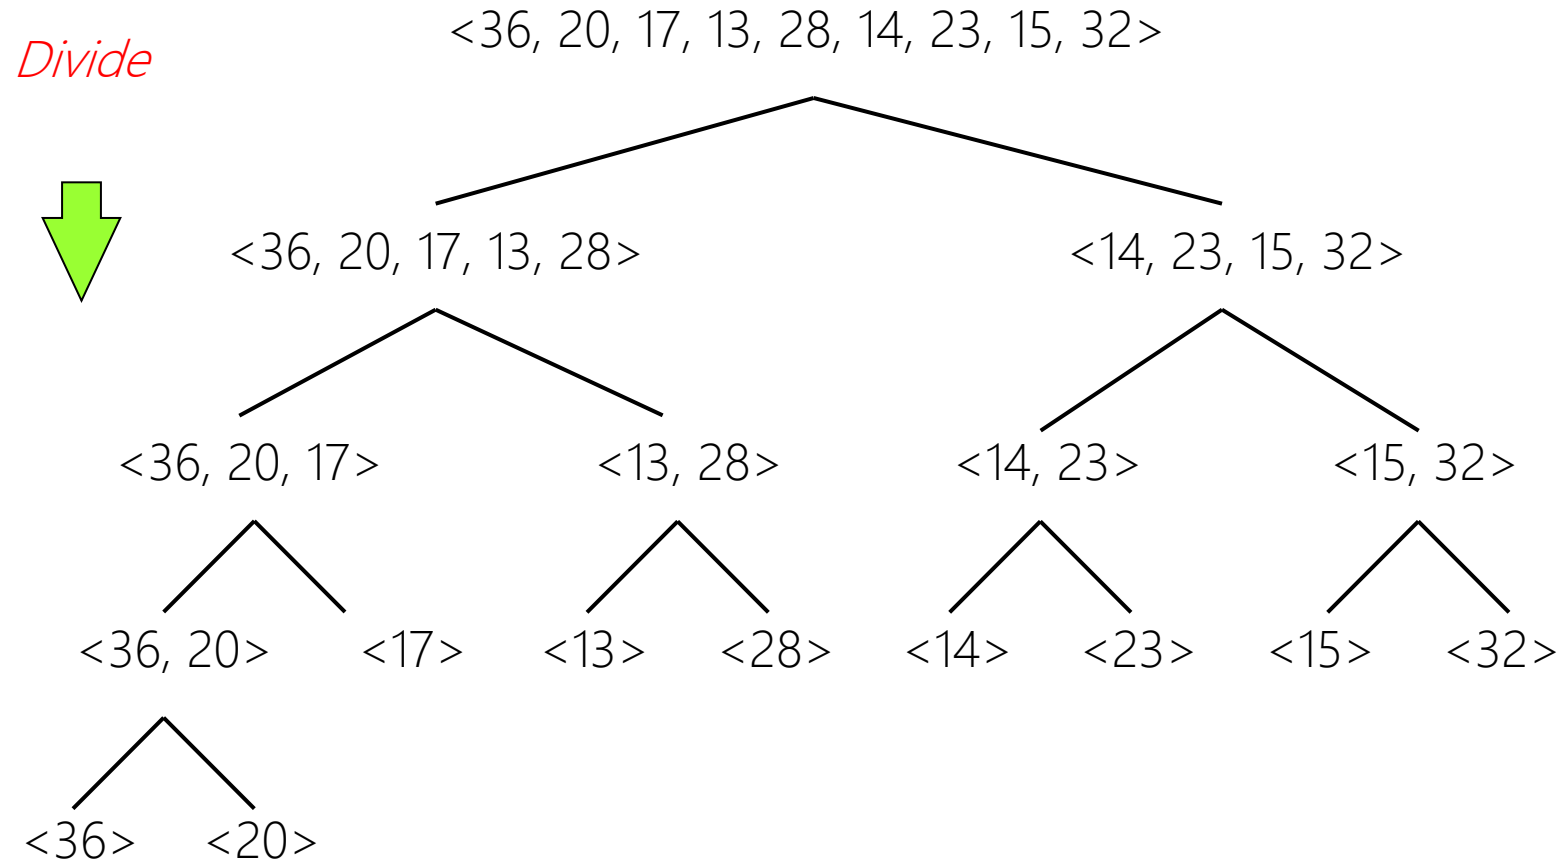 <36, 20, 17, 13, 28, 14, 23, 15, 32>
Divide
<36, 20, 17, 13, 28>
<14, 23, 15, 32>
<36, 20, 17>
<13, 28>
<14, 23>
<15, 32>
<36, 20>
<17>
<13>
<28>
<14>
<23>
<15>
<32>
<36>
<20>